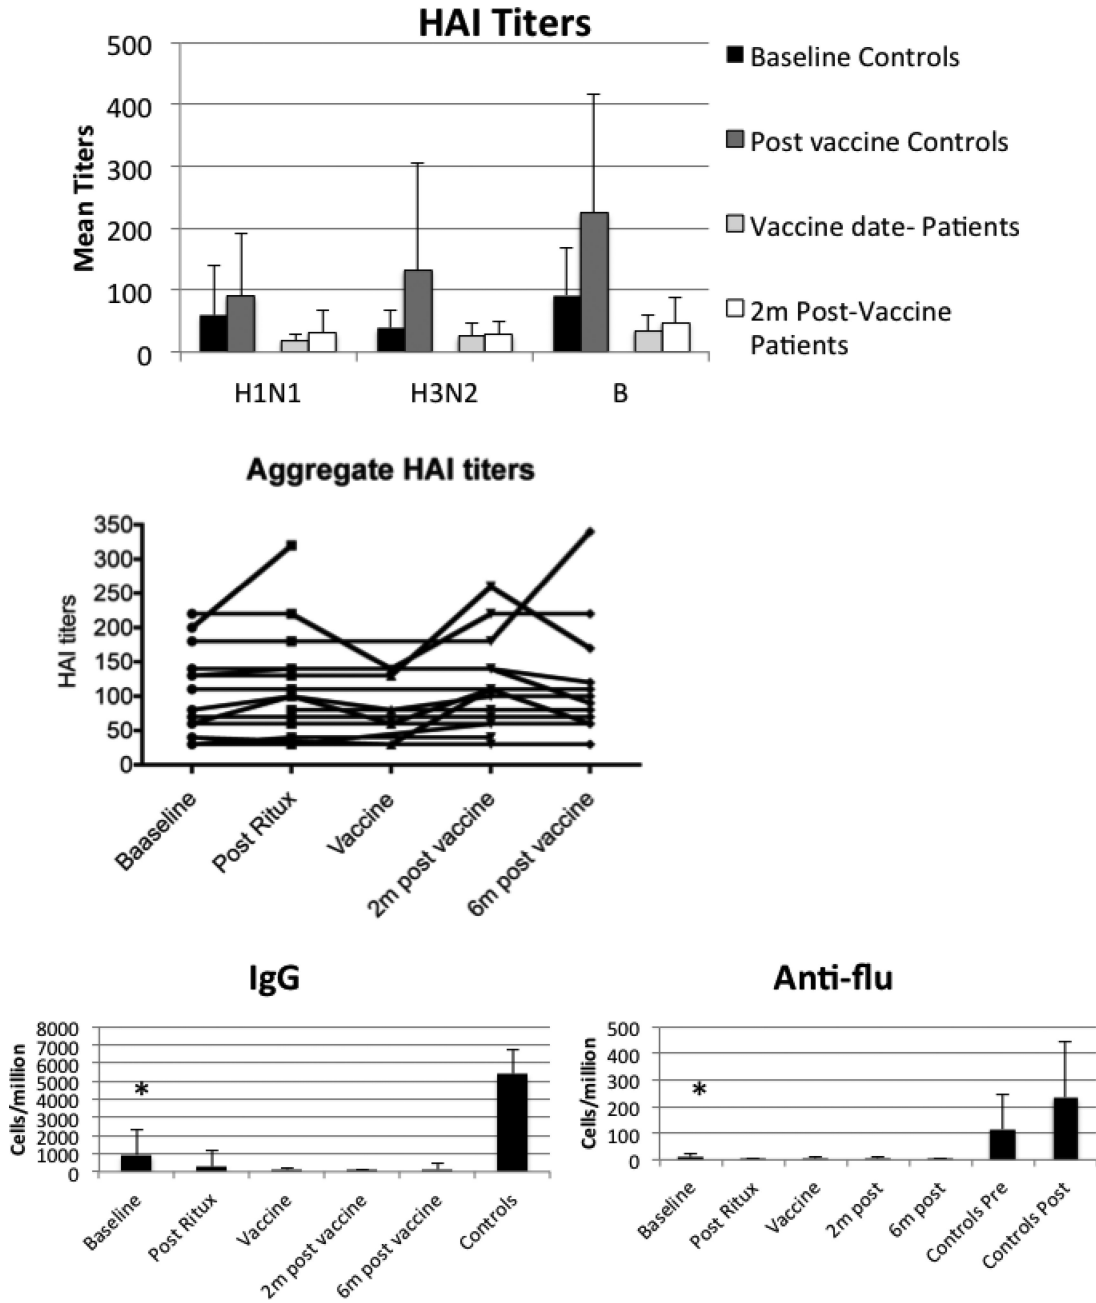 HAI Titers
500
400
300
200
100
0
Mean Titers
H1N1
H3N2
B
Baseline Controls
Post vaccine Controls
Vaccine date- Patients
2m Post-Vaccine
Patients
Aggregate HAI titers
350
300
250
200
150
100
50
0
HAI titers
Baaseline
Post Ritux
Vaccine
2m post vaccine
6m post vaccine
IgG
8000
7000
6000
5000
4000
3000
2000
1000
0
Cells/million
*
Baseline
Post Ritux
Vaccine
2m post vaccine
6m post vaccine
Controls
Anti-flu
500
400
300
200
100
0
Cells/million
*
Baseline
Post Ritux
Vaccine
2m post
6m post
Controls Pre
Controls Post